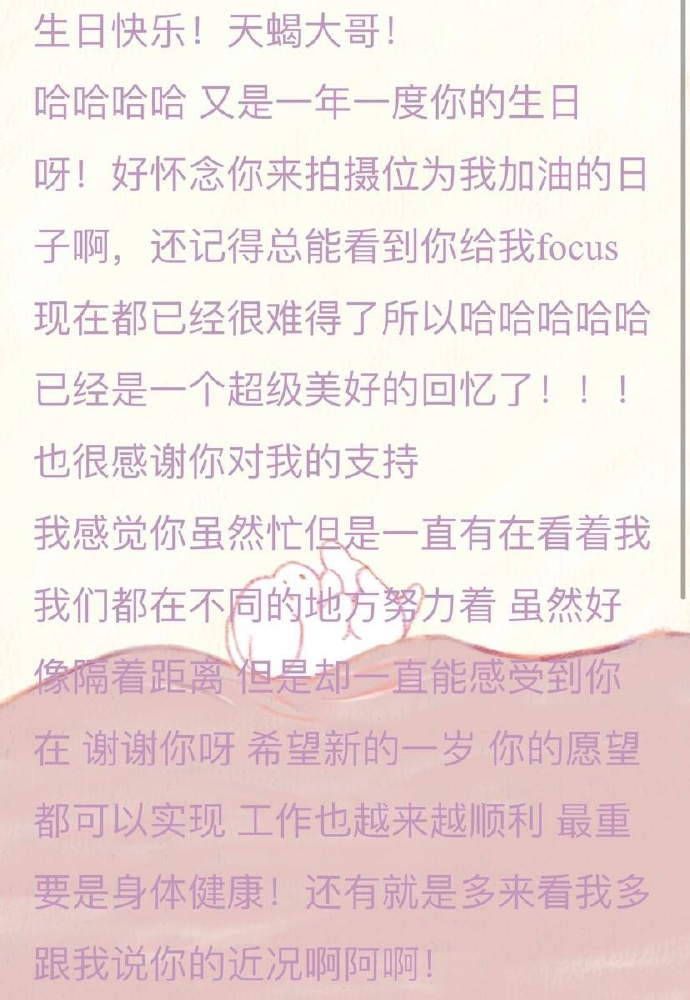 生日快乐！天蝎大哥！
哈哈哈哈 又是一年一度你的生日
呀！好怀念你来拍摄位为我加油的日
子啊，还记得总能看到你给我focus
现在都已经很难得了所以哈哈哈哈哈
已经是一个超级美好的回忆了！！！
也很感谢你对我的支持
我感觉你虽然忙但是一直有在看着我
我们都在不同的地方努力着 虽然好
像隔着距离 但是却一直能感受到你
在 谢谢你呀 希望新的一岁 你的愿望
都可以实现 工作也越来越顺利 最重
要是身体健康！还有就是多来看我多
跟我说你的近况啊阿啊！